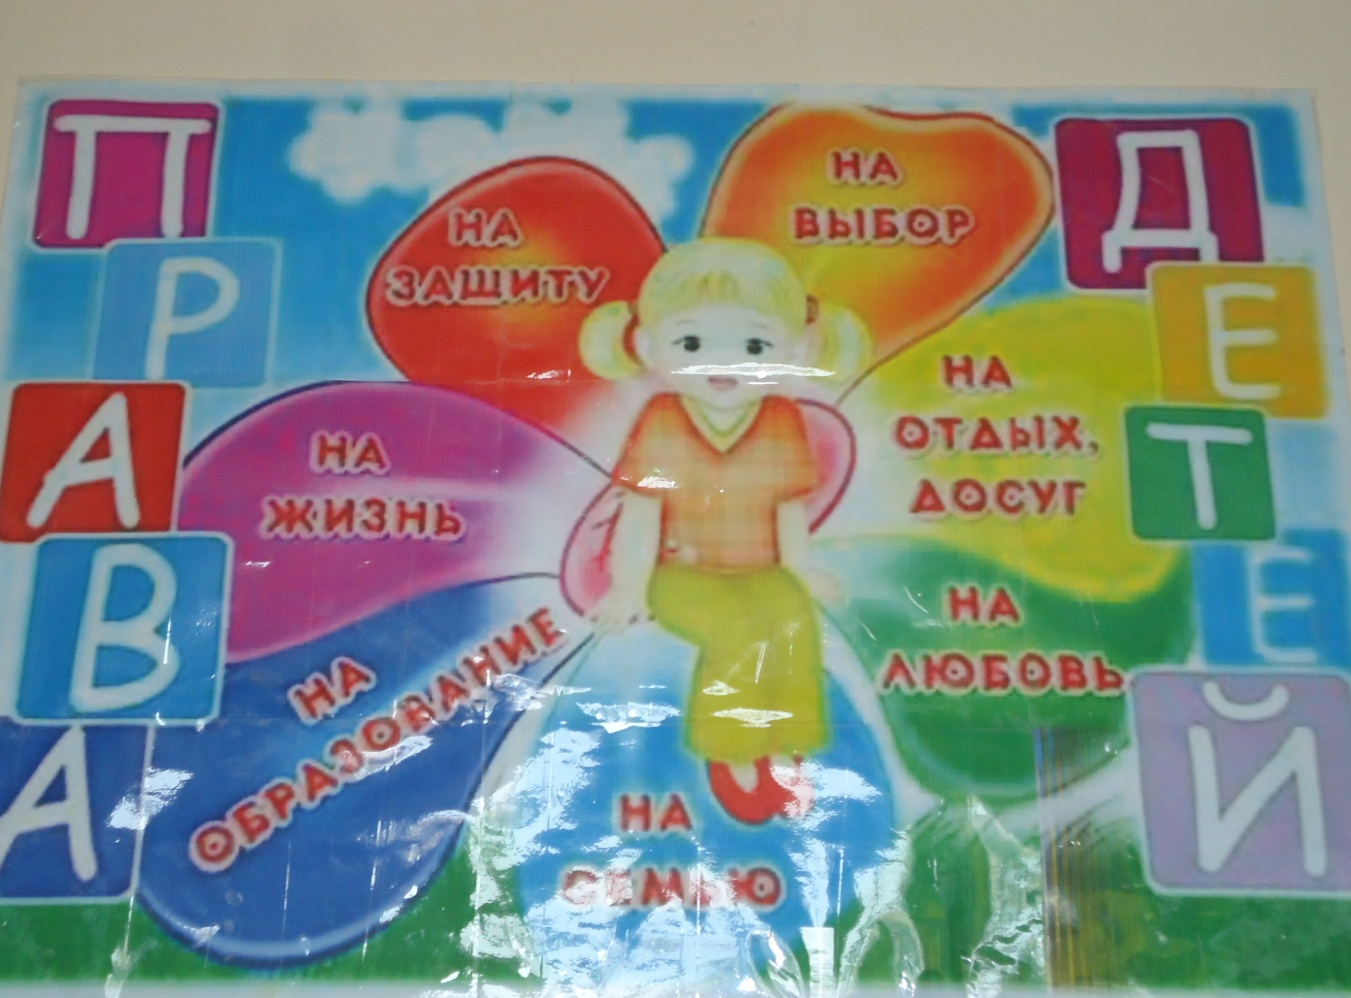 ПРАВА
ДЕТЕЙ
НА
ЗАЩИТУ
НА
ВЫБОР
НА
ЖИЗНЬ
НА
ОТДЫХ,
ДОСУГ
НА
ОБРАЗОВАНИЕ
НА
ЛЮБОВЬ
НА
СЕМЬЮ